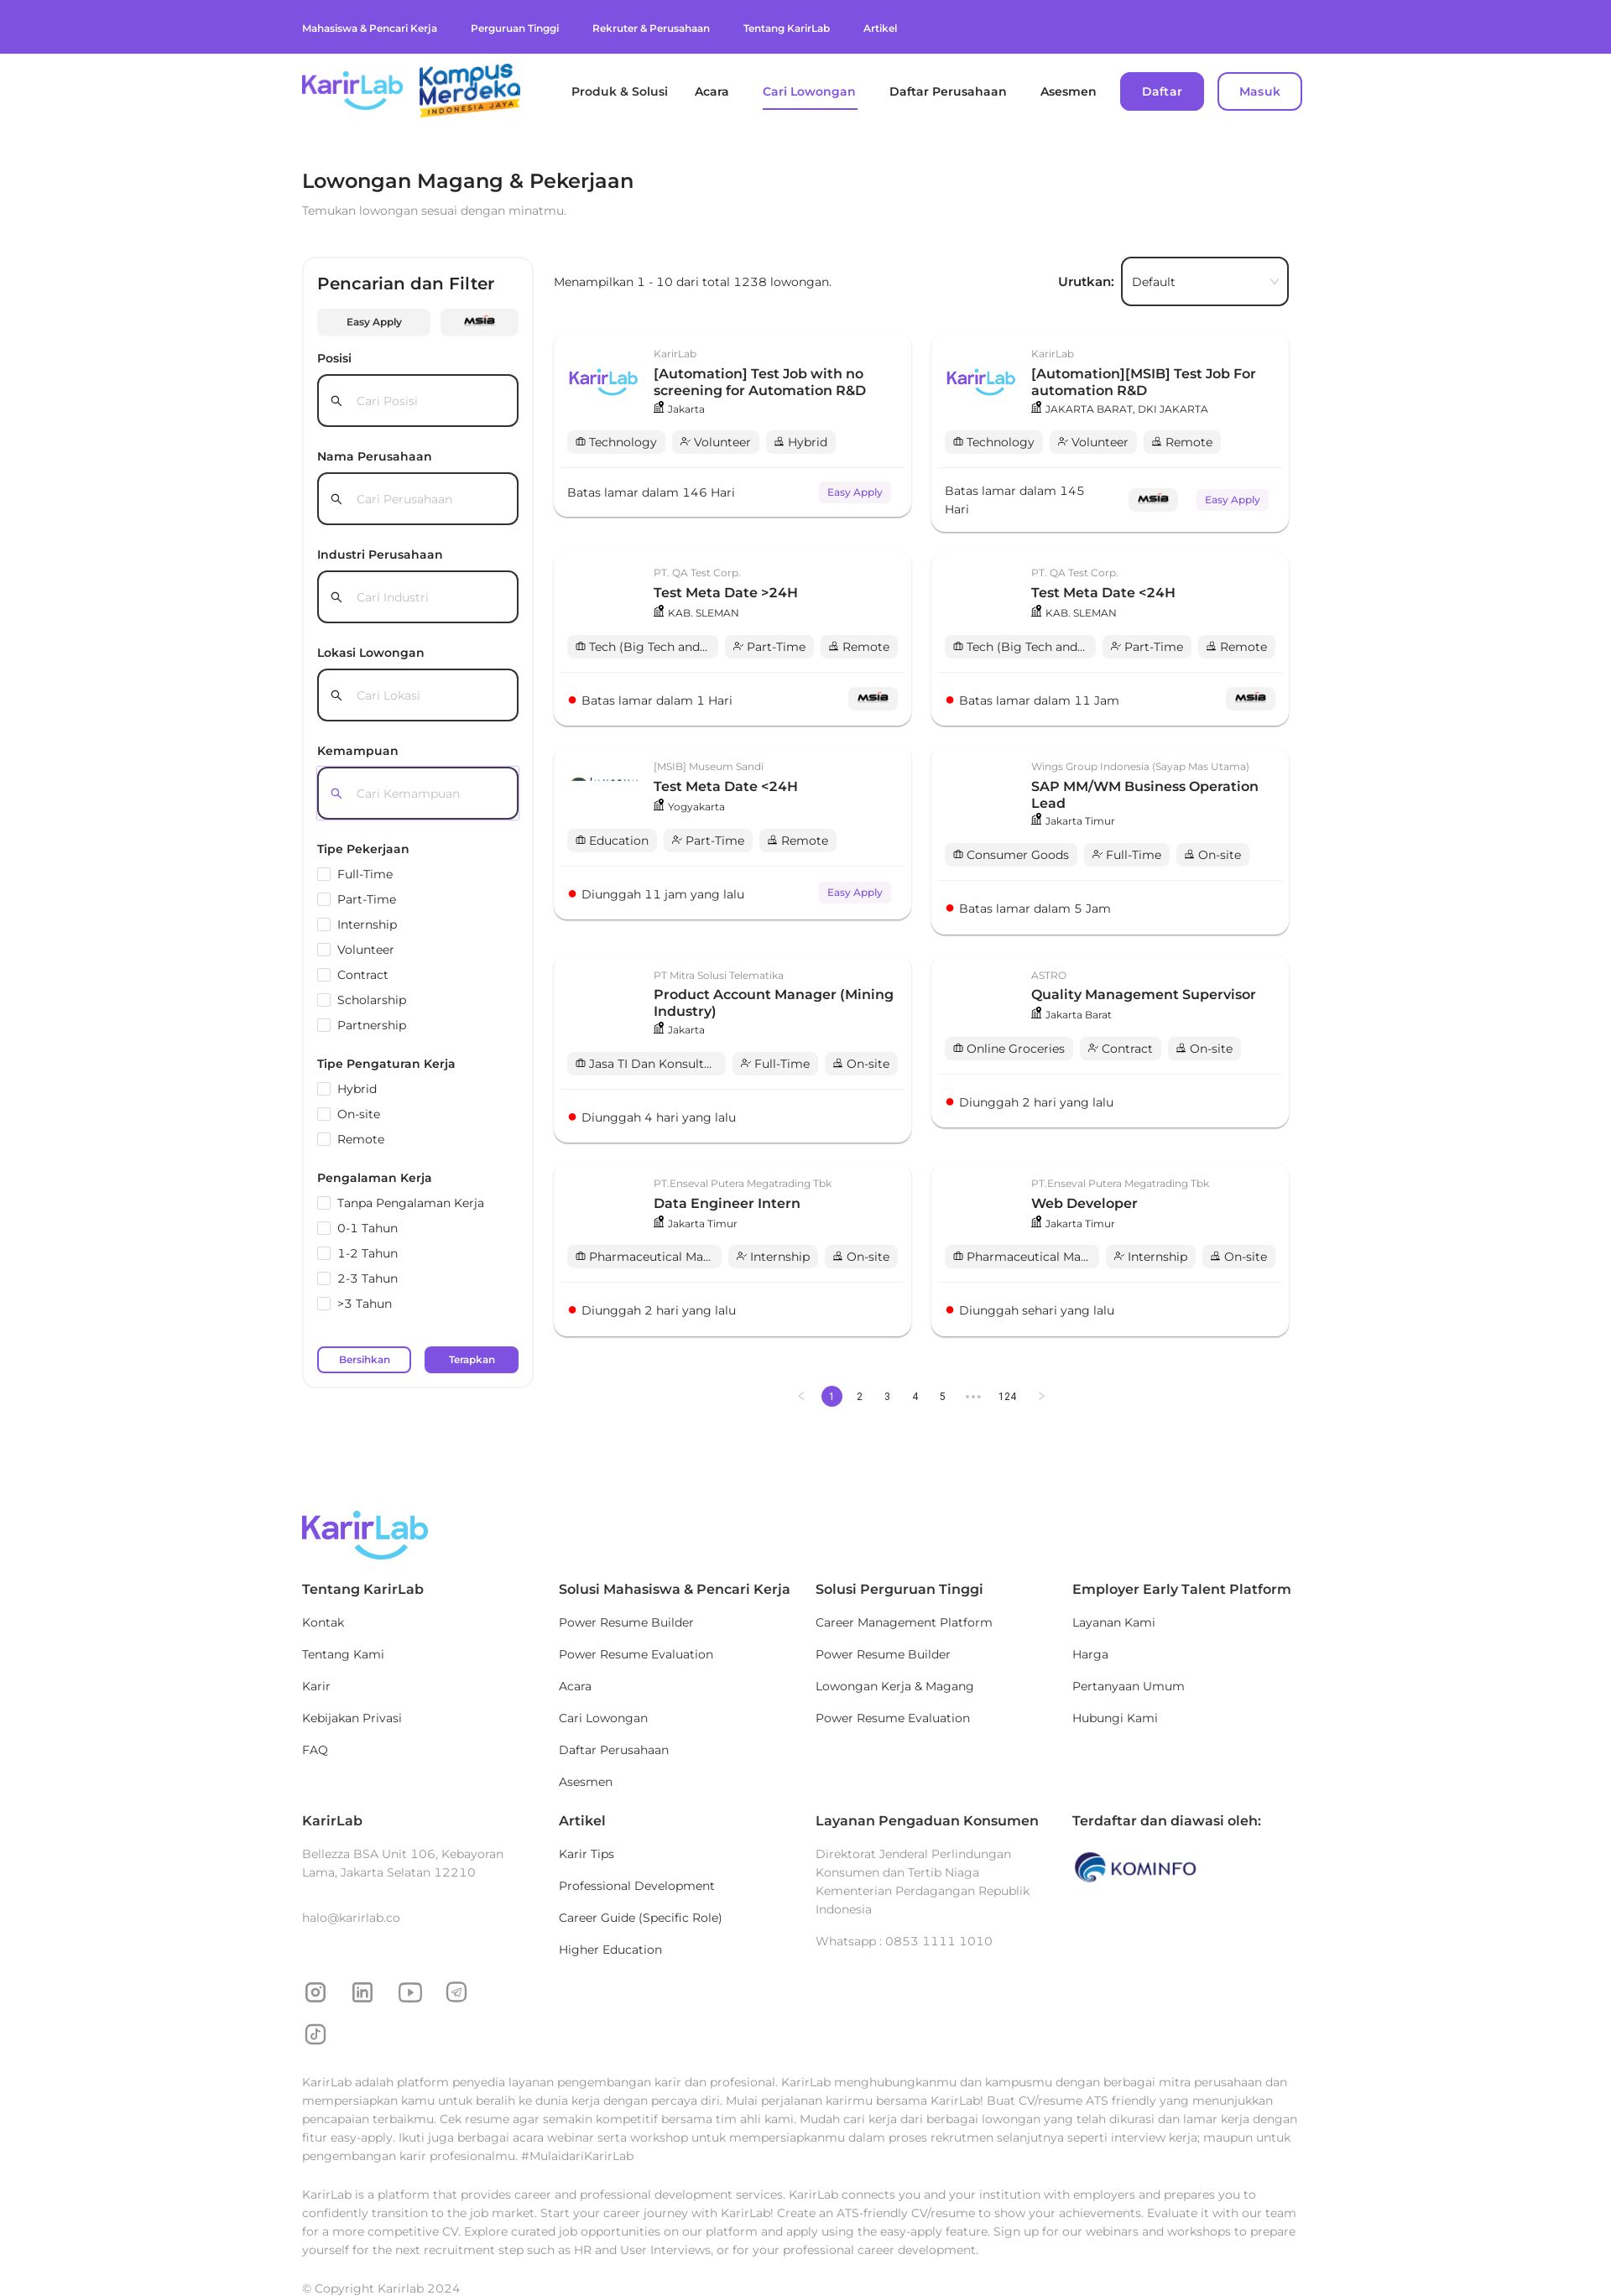 Mahasiswa & Pencari Kerja Perguruan Tinggi Rekruter & Perusahaan Tentang KarirLab Artikel
KarirLab Kampus Merdeka INDONESIA JAYA Produk & Solusi Acara Cari Lowongan Daftar Perusahaan Asesmen Daftar Masuk
Lowongan Magang & Pekerjaan
Temukan lowongan sesuai dengan minatmu.
Pencarian dan Filter
Easy Apply MSIB
Posisi
Cari Posisi
Nama Perusahaan
Cari Perusahaan
Industri Perusahaan
Cari Industri
Lokasi Lowongan
Cari Lokasi
Kemampuan
Cari Kemampuan
Tipe Pekerjaan
Full-Time
Part-Time
Internship
Volunteer
Contract
Scholarship
Partnership
Tipe Pengaturan Kerja
Hybrid
On-site
Remote
Pengalaman Kerja
Tanpa Pengalaman Kerja
0-1 Tahun
1-2 Tahun
2-3 Tahun
>3 Tahun
Bersihkan Terapkan
Menampilkan 1 - 10 dari total 1238 lowongan.
Urutkan: Default
KarirLab
KarirLab
[Automation] Test Job with no
screening for Automation R&D
Jakarta
Technology Volunteer Hybrid
Batas lamar dalam 146 Hari Easy Apply
KarirLab
KarirLab
[Automation][MSIB] Test Job For
automation R&D
JAKARTA BARAT, DKI JAKARTA
Technology Volunteer Remote
Batas lamar dalam 145
Hari
MSIB Easy Apply
PT. QA Test Corp.
Test Meta Date >24H
KAB. SLEMAN
Tech (Big Tech and... Part-Time Remote
Batas lamar dalam 1 Hari MSIB
PT. QA Test Corp.
Test Meta Date <24H
KAB. SLEMAN
Tech (Big Tech and... Part-Time Remote
Batas lamar dalam 11 Jam MSIB
[MSIB] Museum Sandi
Test Meta Date <24H
Yogyakarta
Education Part-Time Remote
Diunggah 11 jam yang lalu Easy Apply
Wings Group Indonesia (Sayap Mas Utama)
SAP MM/WM Business Operation
Lead
Jakarta Timur
Consumer Goods Full-Time On-site
Batas lamar dalam 5 Jam
PT Mitra Solusi Telematika
Product Account Manager (Mining
Industry)
Jakarta
Jasa TI Dan Konsult... Full-Time On-site
Diunggah 4 hari yang lalu
ASTRO
Quality Management Supervisor
Jakarta Barat
Online Groceries Contract On-site
Diunggah 2 hari yang lalu
PT.Enseval Putera Megatrading Tbk
Data Engineer Intern
Jakarta Timur
Pharmaceutical Ma... Internship On-site
Diunggah 2 hari yang lalu
PT.Enseval Putera Megatrading Tbk
Web Developer
Jakarta Timur
Pharmaceutical Ma... Internship On-site
Diunggah sehari yang lalu
1 2 3 4 5 ••• 124
KarirLab
Tentang KarirLab
Kontak
Tentang Kami
Karir
Kebijakan Privasi
FAQ
Solusi Mahasiswa & Pencari Kerja
Power Resume Builder
Power Resume Evaluation
Acara
Cari Lowongan
Daftar Perusahaan
Asesmen
Solusi Perguruan Tinggi
Career Management Platform
Power Resume Builder
Lowongan Kerja & Magang
Power Resume Evaluation
Employer Early Talent Platform
Layanan Kami
Harga
Pertanyaan Umum
Hubungi Kami
KarirLab
Bellezza BSA Unit 106, Kebayoran
Lama, Jakarta Selatan 12210
halo@karirlab.co
Artikel
Karir Tips
Professional Development
Career Guide (Specific Role)
Higher Education
Layanan Pengaduan Konsumen
Direktorat Jenderal Perlindungan
Konsumen dan Tertib Niaga
Kementerian Perdagangan Republik
Indonesia
Whatsapp : 0853 1111 1010
Terdaftar dan diawasi oleh:
KOMINFO
KarirLab adalah platform penyedia layanan pengembangan karir dan profesional. KarirLab menghubungkanmu dan kampusmu dengan berbagai mitra perusahaan dan
mempersiapkan kamu untuk beralih ke dunia kerja dengan percaya diri. Mulai perjalanan karirmu bersama KarirLab! Buat CV/resume ATS friendly yang menunjukkan
pencapaian terbaikmu. Cek resume agar semakin kompetitif bersama tim ahli kami. Mudah cari kerja dari berbagai lowongan yang telah dikurasi dan lamar kerja dengan
fitur easy-apply. Ikuti juga berbagai acara webinar serta workshop untuk mempersiapkanmu dalam proses rekrutmen selanjutnya seperti interview kerja; maupun untuk
pengembangan karir profesionalmu. #MulaidariKarirLab
KarirLab is a platform that provides career and professional development services. KarirLab connects you and your institution with employers and prepares you to
confidently transition to the job market. Start your career journey with KarirLab! Create an ATS-friendly CV/resume to show your achievements. Evaluate it with our team
for a more competitive CV. Explore curated job opportunities on our platform and apply using the easy-apply feature. Sign up for our webinars and workshops to prepare
yourself for the next recruitment step such as HR and User Interviews, or for your professional career development.
© Copyright Karirlab 2024